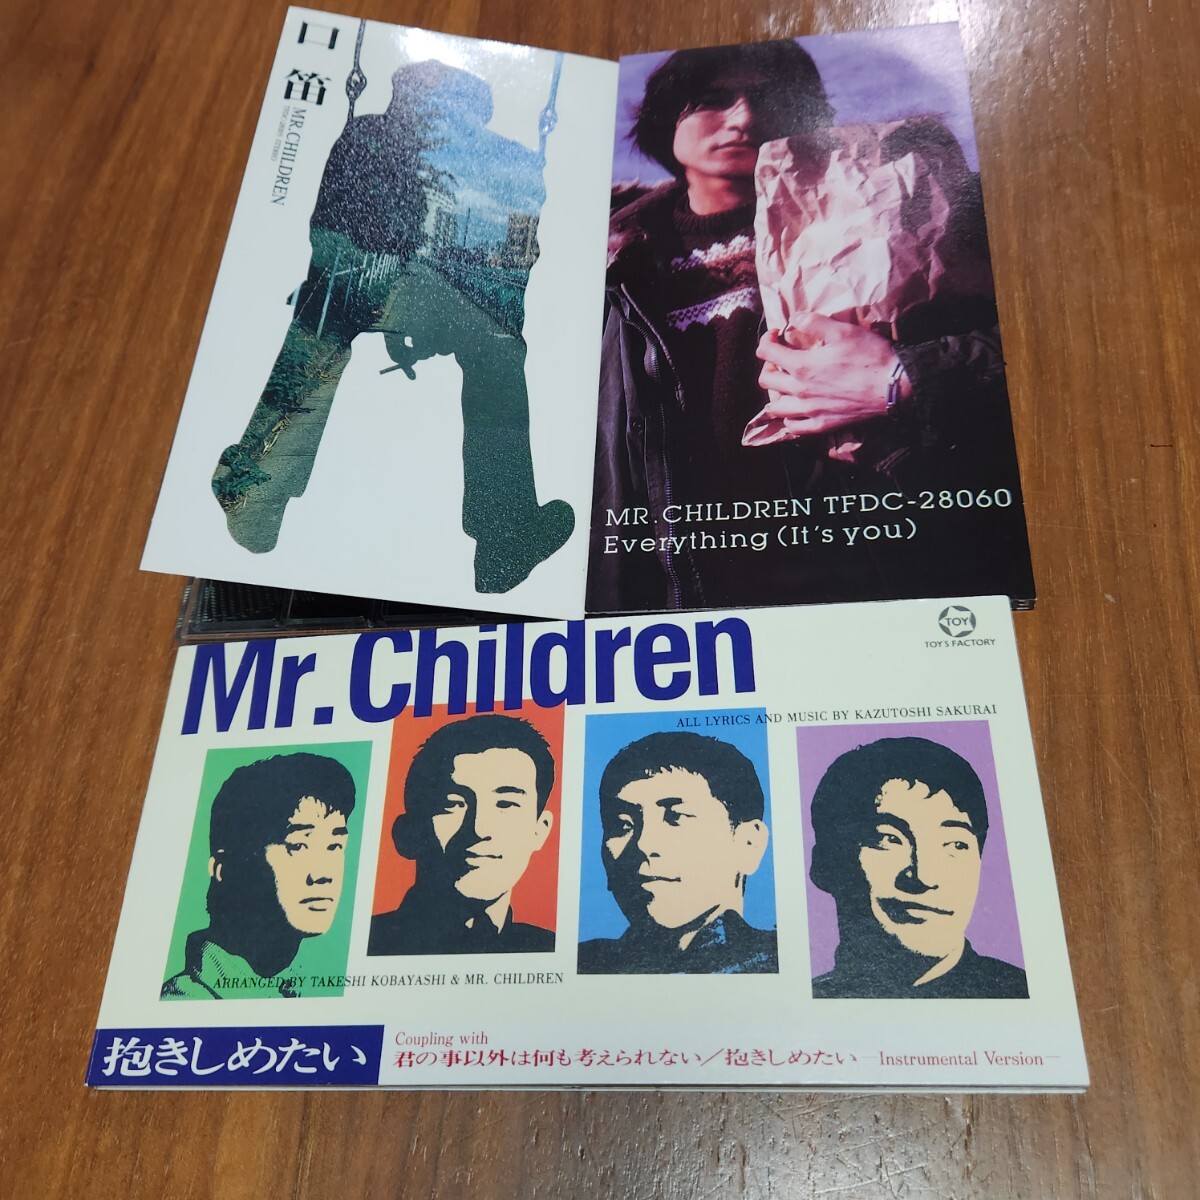 口笛
MR.CHILDREN
MR.CHILDREN TFDC-28060
Everything (It's you)
Mr.Children
TOY
TOY'S FACTORY
ALL LYRICS AND MUSIC BY KAZUTOSHI SAKURAI
ARRANGED BY TAKESHI KOBAYASHI & MR. CHILDREN
抱きしめたい
Coupling with
君の事以外は何も考えられない／抱きしめたい —Instrumental Version—